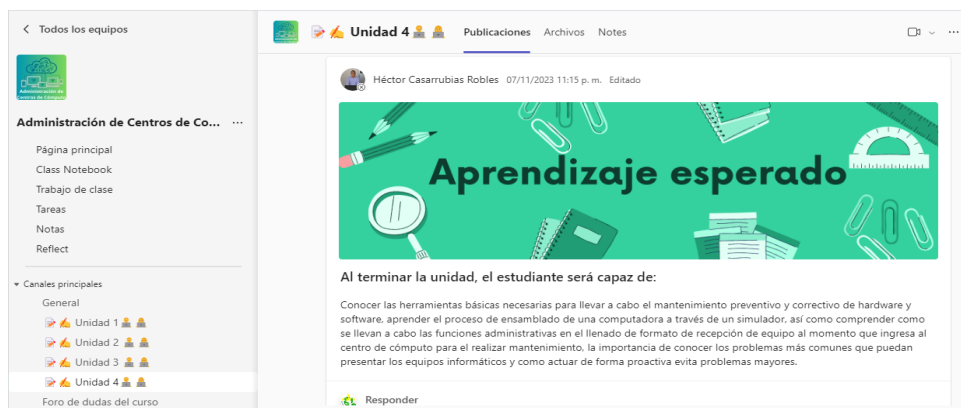 Todos los equipos
Administración de
Centros de Cómputo
Administración de Centros de Co...
Página principal
Class Notebook
Trabajo de clase
Tareas
Notas
Reflect
Canales principales
General
Unidad 1
Unidad 2
Unidad 3
Unidad 4
Foro de dudas del curso
Unidad 4
Publicaciones
Archivos
Notes
Héctor Casarrubias Robles 07/11/2023 11:15 p. m. Editado
Aprendizaje esperado
Al terminar la unidad, el estudiante será capaz de:
Conocer las herramientas básicas necesarias para llevar a cabo el mantenimiento preventivo y correctivo de hardware y
software, aprender el proceso de ensamblado de una computadora a través de un simulador, así como comprender como
se llevan a cabo las funciones administrativas en el llenado de formato de recepción de equipo al momento que ingresa al
centro de cómputo para el realizar mantenimiento, la importancia de conocer los problemas más comunes que puedan
presentar los equipos informáticos y como actuar de forma proactiva evita problemas mayores.
Responder